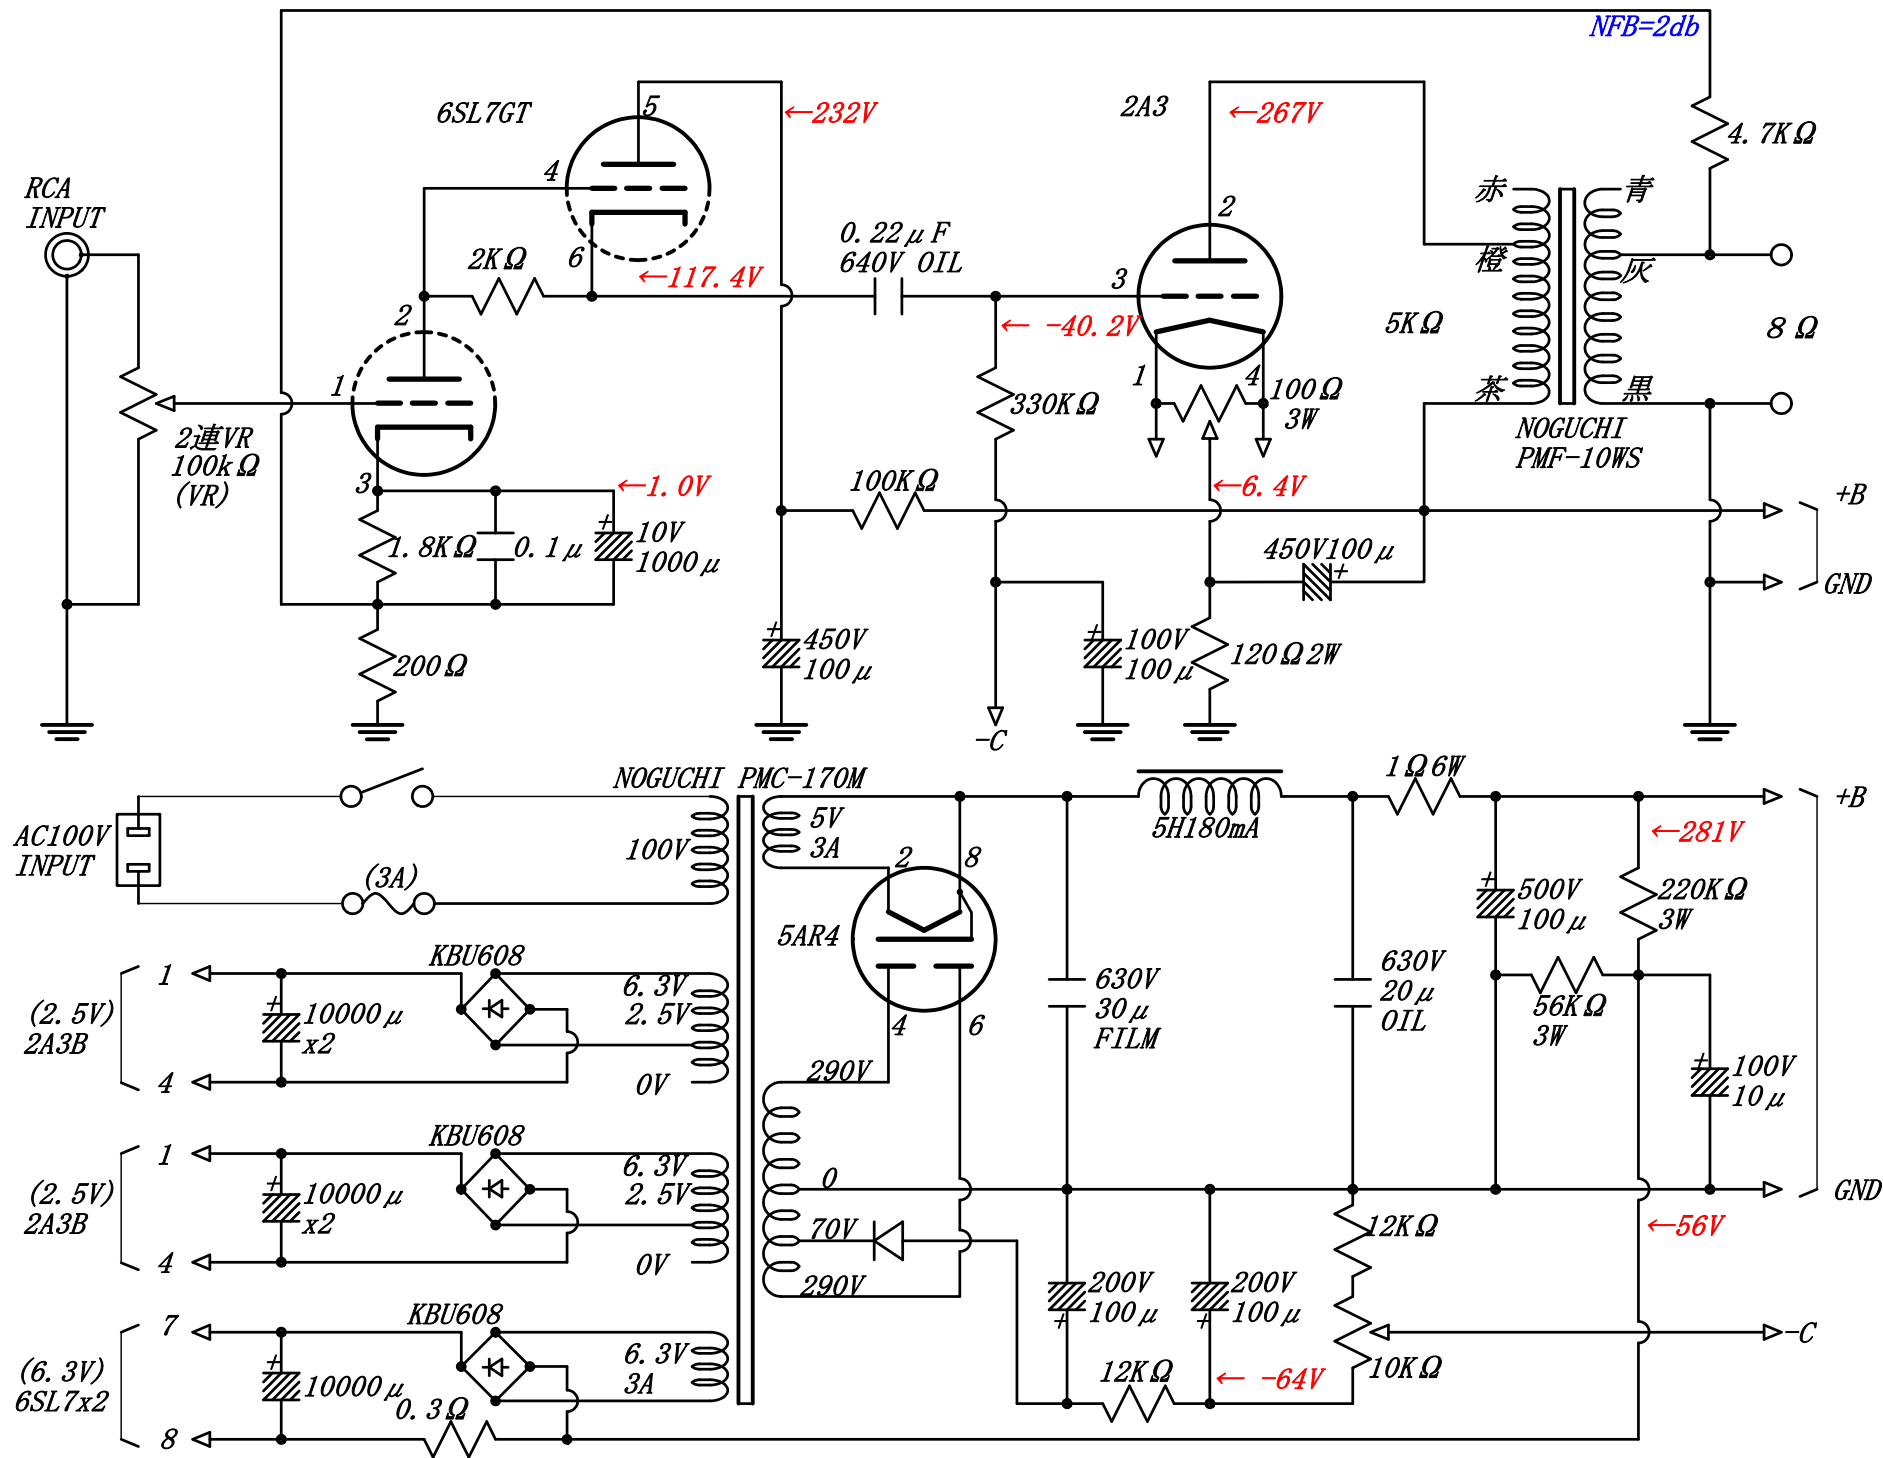 NFB=2db
6SL7GT
5
←232V
2A3
←267V
4.7KΩ
4
RCA
INPUT
赤
青
2
0.22μF
640V OIL
2KΩ
6
←117.4V
3
橙
灰
2
← -40.2V
5KΩ
8Ω
1
1
4
100Ω
3W
茶
黒
330KΩ
2連VR
100kΩ
(VR)
NOGUCHI
PMF-10WS
3
←1.0V
100KΩ
←6.4V
+B
+
10V
1000μ
1.8KΩ
0.1μ
450V100μ
+
GND
+
450V
100μ
+
100V
100μ
120Ω2W
200Ω
-C
NOGUCHI PMC-170M
1Ω6W
+B
AC100V
INPUT
100V
5V
3A
5H180mA
←281V
(3A)
2
8
+
500V
100μ
220KΩ
3W
5AR4
KBU608
1
6.3V
2.5V
630V
30μ
FILM
630V
20μ
OIL
56KΩ
3W
(2.5V)
2A3B
+
10000μ
x2
4
6
4
0V
290V
+
100V
10μ
KBU608
1
6.3V
2.5V
0
GND
(2.5V)
2A3B
+
10000μ
x2
70V
12KΩ
←56V
4
0V
290V
200V
100μ
+
200V
100μ
+
KBU608
7
6.3V
3A
-C
(6.3V)
6SL7x2
+
10000μ
12KΩ
← -64V
10KΩ
0.3Ω
8